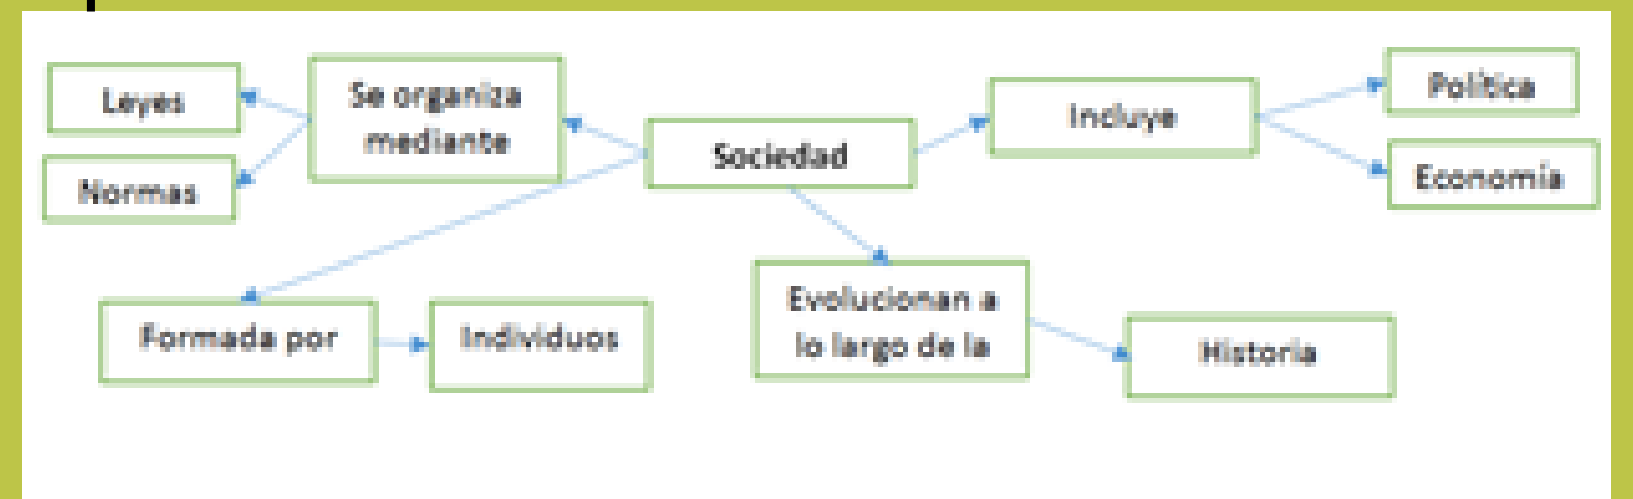 Leyes
Se organiza
mediante
Normas
Sociedad
Incluye
Política
Economía
Formada por
Individuos
Evolucionan a
lo largo de la
Historia